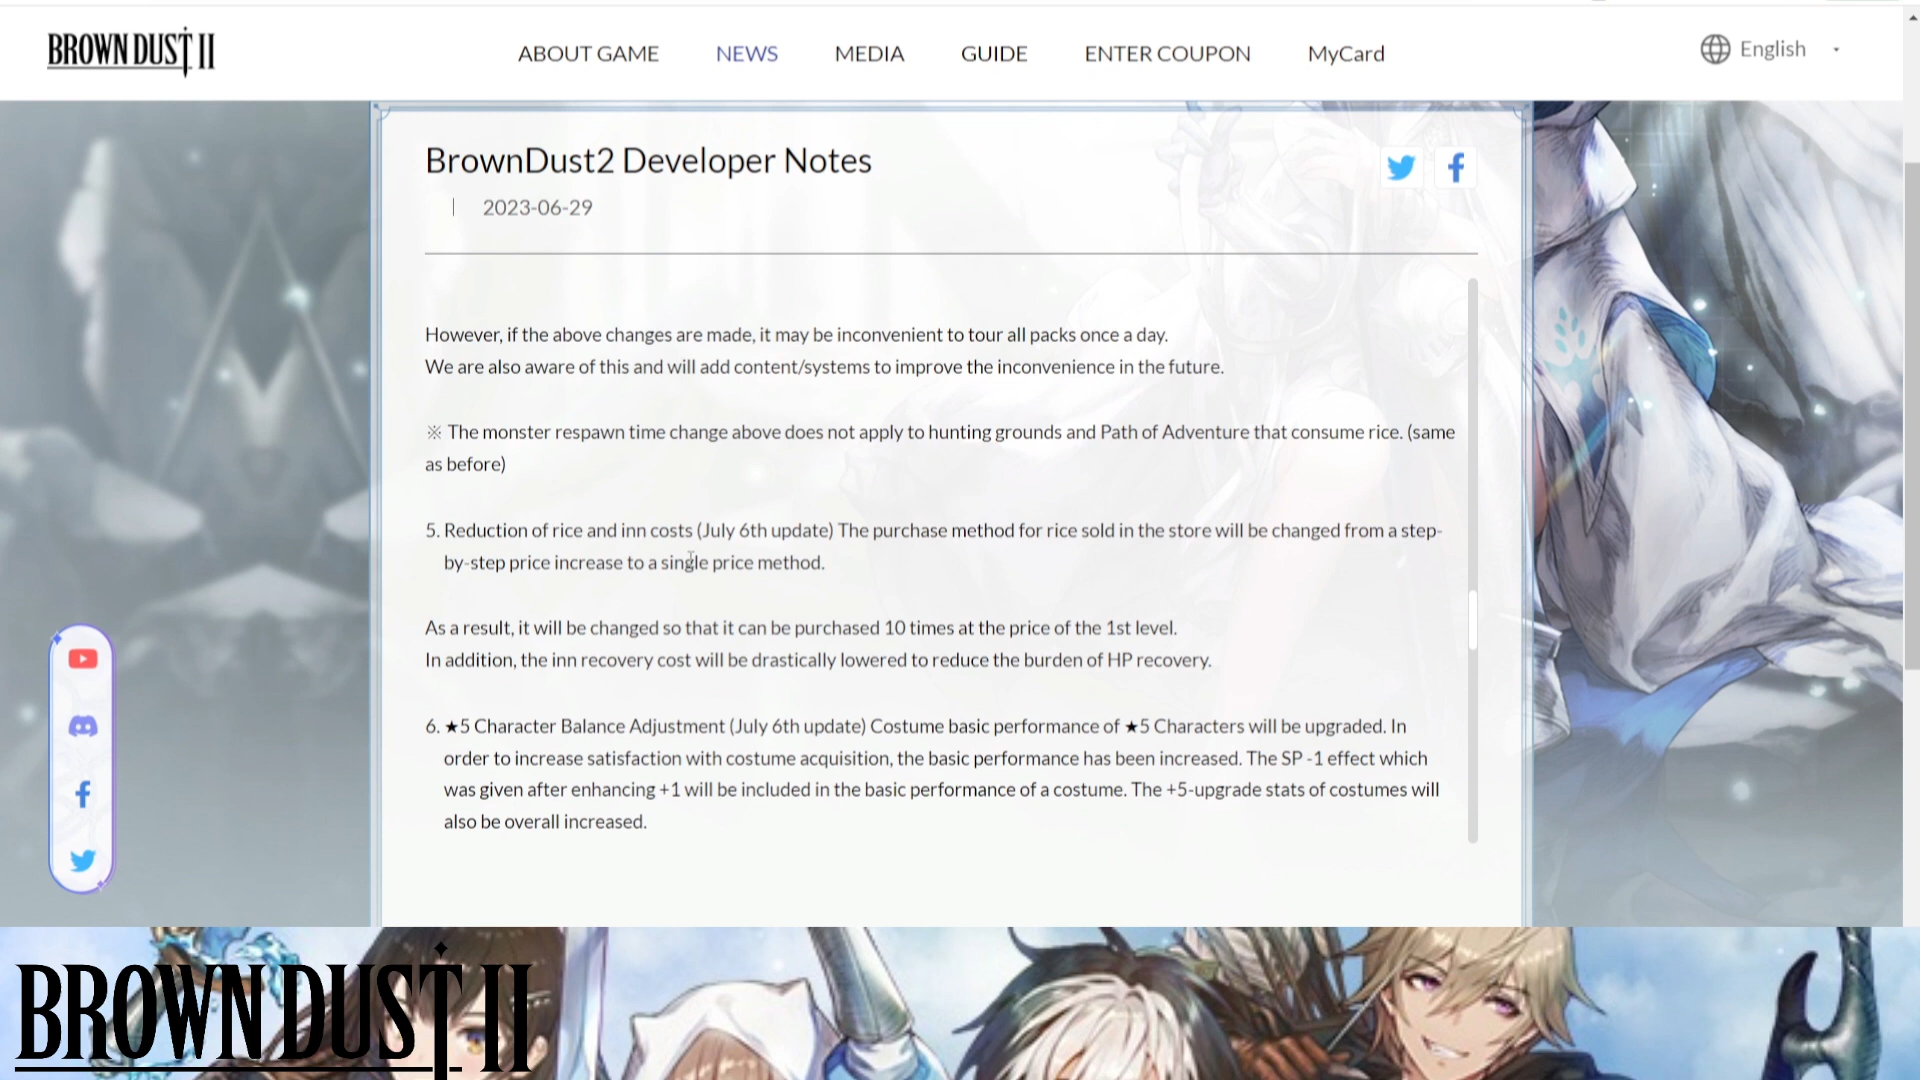 BROWN DUST II
ABOUT GAME
NEWS
MEDIA
GUIDE
ENTER COUPON
MyCard
English
BrownDust2 Developer Notes
| 2023-06-29
However, if the above changes are made, it may be inconvenient to tour all packs once a day.
We are also aware of this and will add content/systems to improve the inconvenience in the future.
※ The monster respawn time change above does not apply to hunting grounds and Path of Adventure that consume rice. (same
as before)
5. Reduction of rice and inn costs (July 6th update) The purchase method for rice sold in the store will be changed from a step-
by-step price increase to a single price method.
As a result, it will be changed so that it can be purchased 10 times at the price of the 1st level.
In addition, the inn recovery cost will be drastically lowered to reduce the burden of HP recovery.
6. ★5 Character Balance Adjustment (July 6th update) Costume basic performance of ★5 Characters will be upgraded. In
order to increase satisfaction with costume acquisition, the basic performance has been increased. The SP -1 effect which
was given after enhancing +1 will be included in the basic performance of a costume. The +5-upgrade stats of costumes will
also be overall increased.
BROWN DUST II